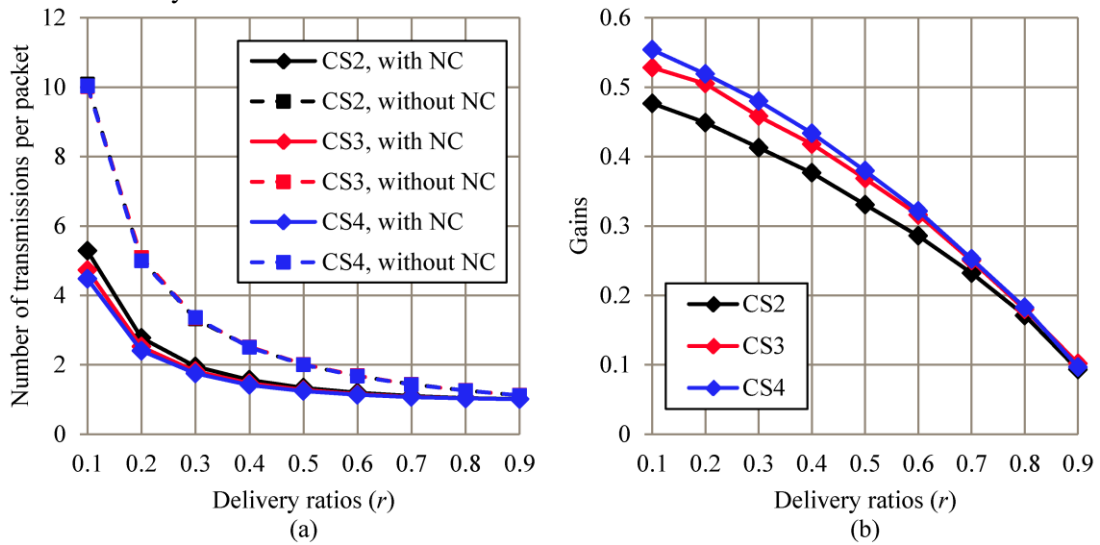 Number of transmissions per packet
12
10
8
6
4
2
0
CS2, with NC
CS2, without NC
CS3, with NC
CS3, without NC
CS4, with NC
CS4, without NC
0.1 0.2 0.3 0.4 0.5 0.6 0.7 0.8 0.9
Delivery ratios (r)
(a)
Gains
0.6
0.5
0.4
0.3
0.2
0.1
0
CS2
CS3
CS4
0.1 0.2 0.3 0.4 0.5 0.6 0.7 0.8 0.9
Delivery ratios (r)
(b)